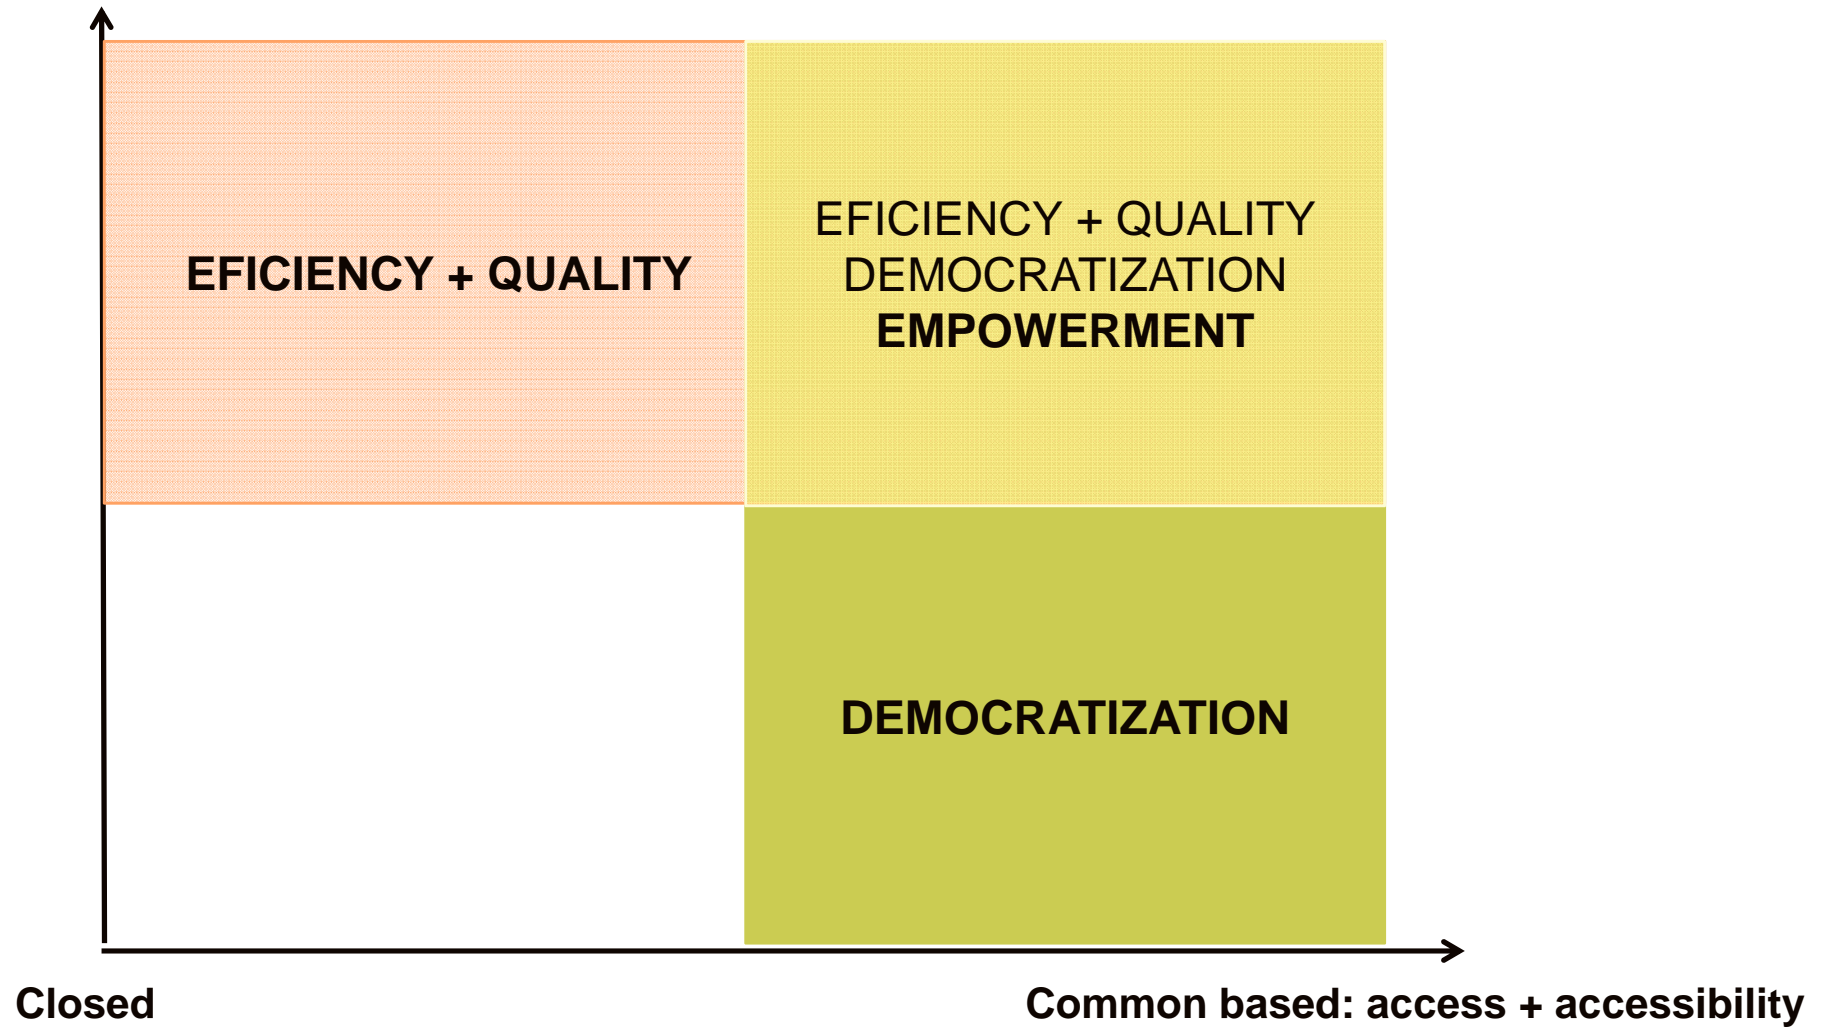 EFICIENCY + QUALITY
EFICIENCY + QUALITY
DEMOCRATIZATION
EMPOWERMENT
DEMOCRATIZATION
Closed
Common based: access + accessibility